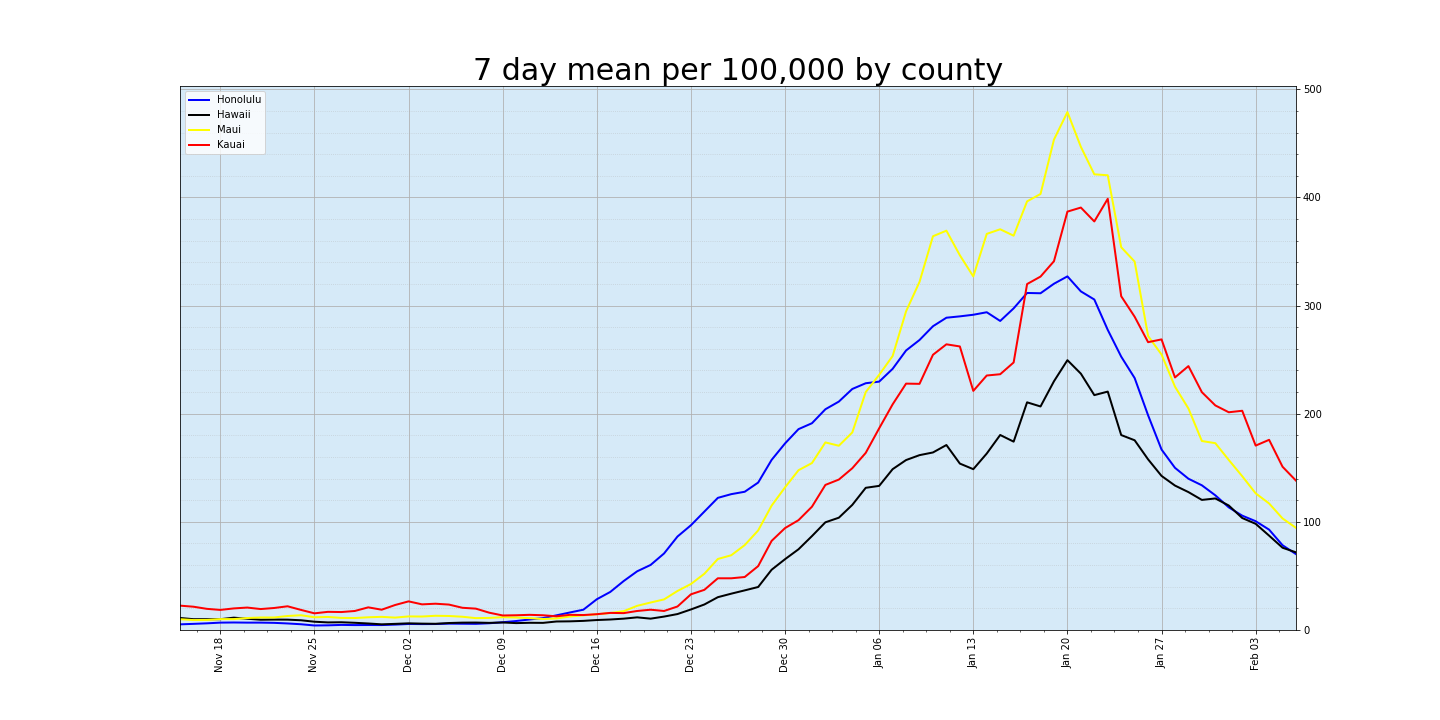 7 day mean per 100,000 by county
Honolulu
Hawaii
Maui
Kauai
500
400
300
200
100
0
Nov 18
Nov 25
Dec 02
Dec 09
Dec 16
Dec 23
Dec 30
Jan 06
Jan 13
Jan 20
Jan 27
Feb 03